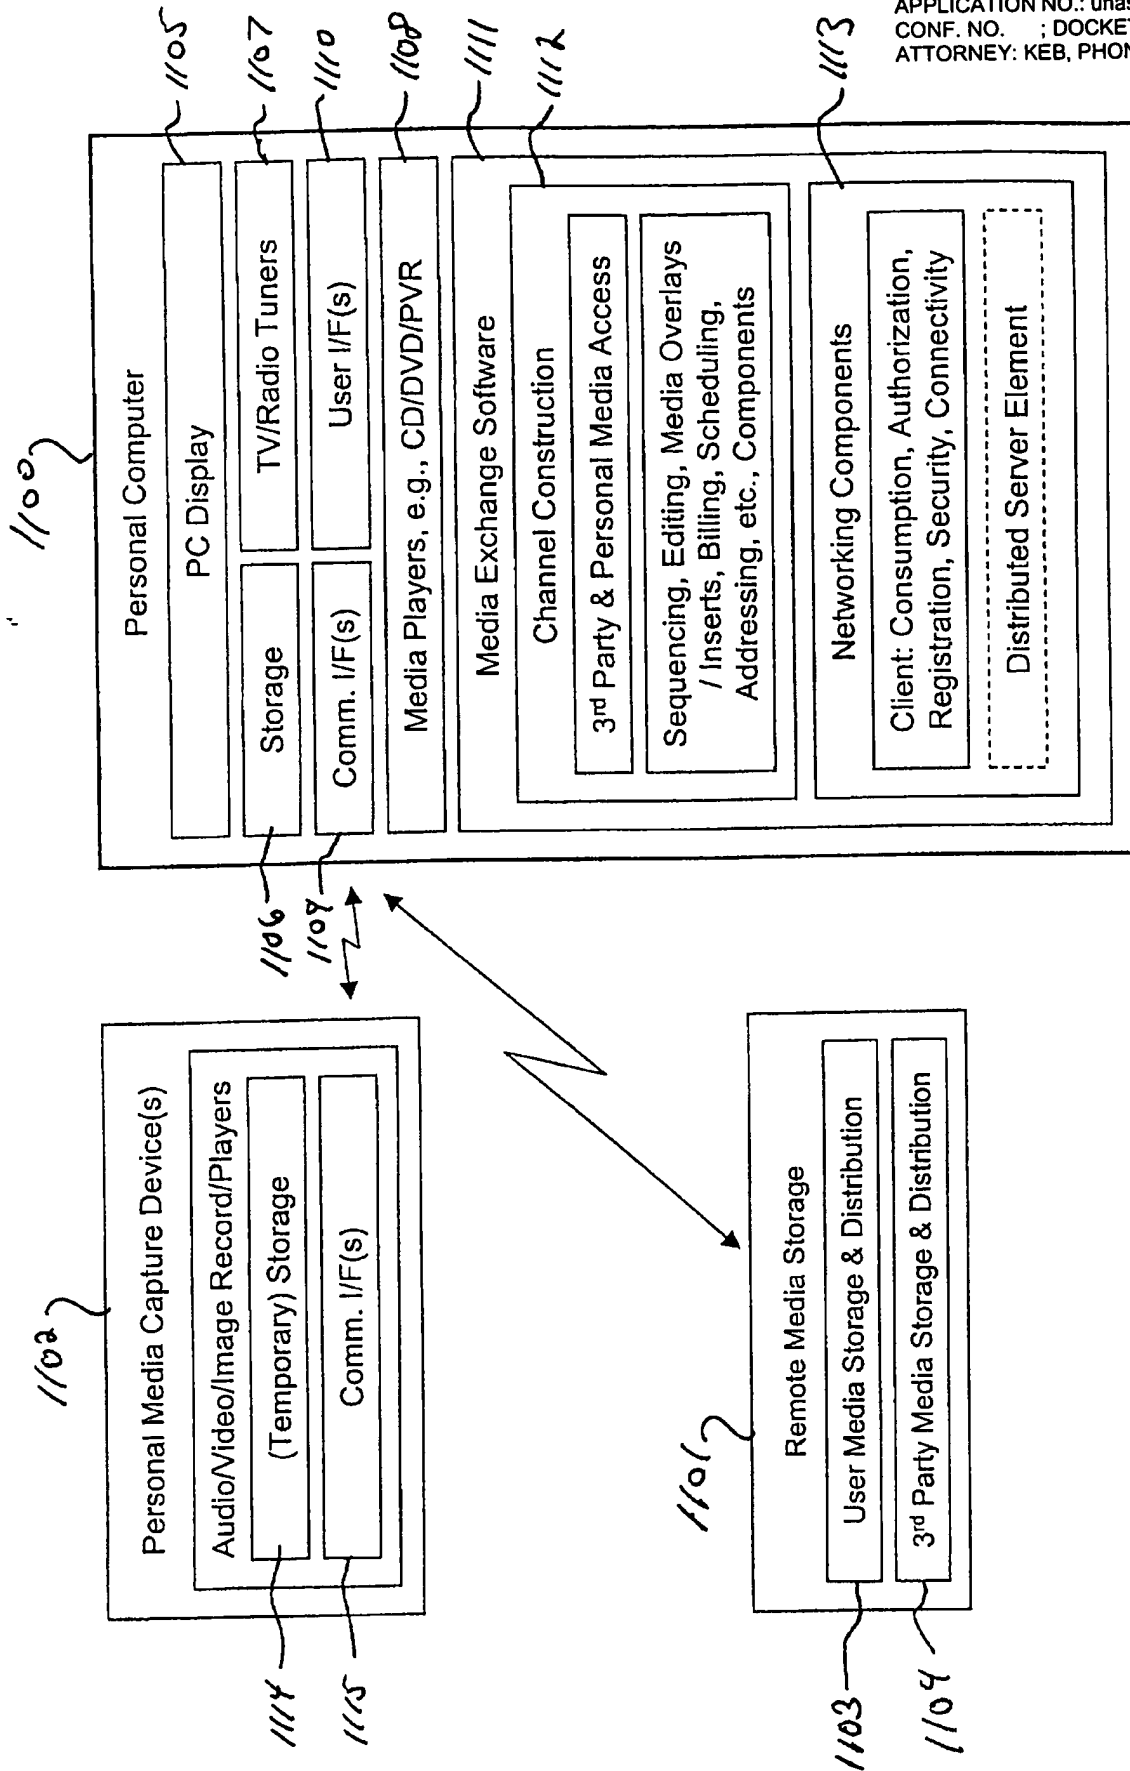 APPLICATION NO.: unas
CONF. NO. ; DOCKET
ATTORNEY: KEB, PHON
1100
Personal Computer
PC Display
1105
Storage
1106
TV/Radio Tuners
1107
Comm. I/F(s)
1109
User I/F(s)
1110
Media Players, e.g., CD/DVD/PVR
1108
Media Exchange Software
1111
Channel Construction
1112
3rd Party & Personal Media Access
Sequencing, Editing, Media Overlays
/ Inserts, Billing, Scheduling,
Addressing, etc., Components
Networking Components
1113
Client: Consumption, Authorization,
Registration, Security, Connectivity
Distributed Server Element
1102
Personal Media Capture Device(s)
Audio/Video/Image Record/Players
(Temporary) Storage
1114
Comm. I/F(s)
1115
1101
Remote Media Storage
User Media Storage & Distribution
1103
3rd Party Media Storage & Distribution
1104